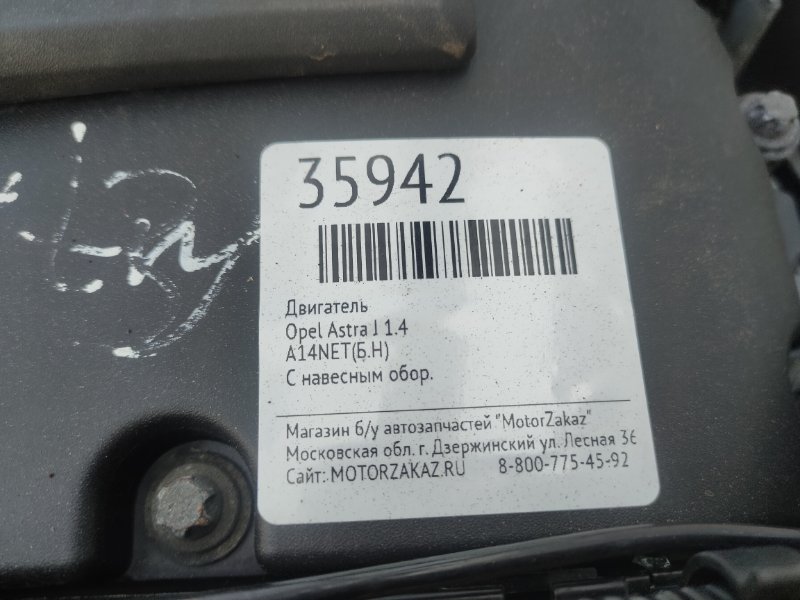 35942
Двигатель
Opel Astra J 1.4
A14NET(Б.Н)
С навесным обор.
Магазин б/у автозапчастей "MotorZakaz"
Московская обл. г. Дзержинский ул. Лесная 36
Сайт: MOTORZAKAZ.RU 8-800-775-45-92